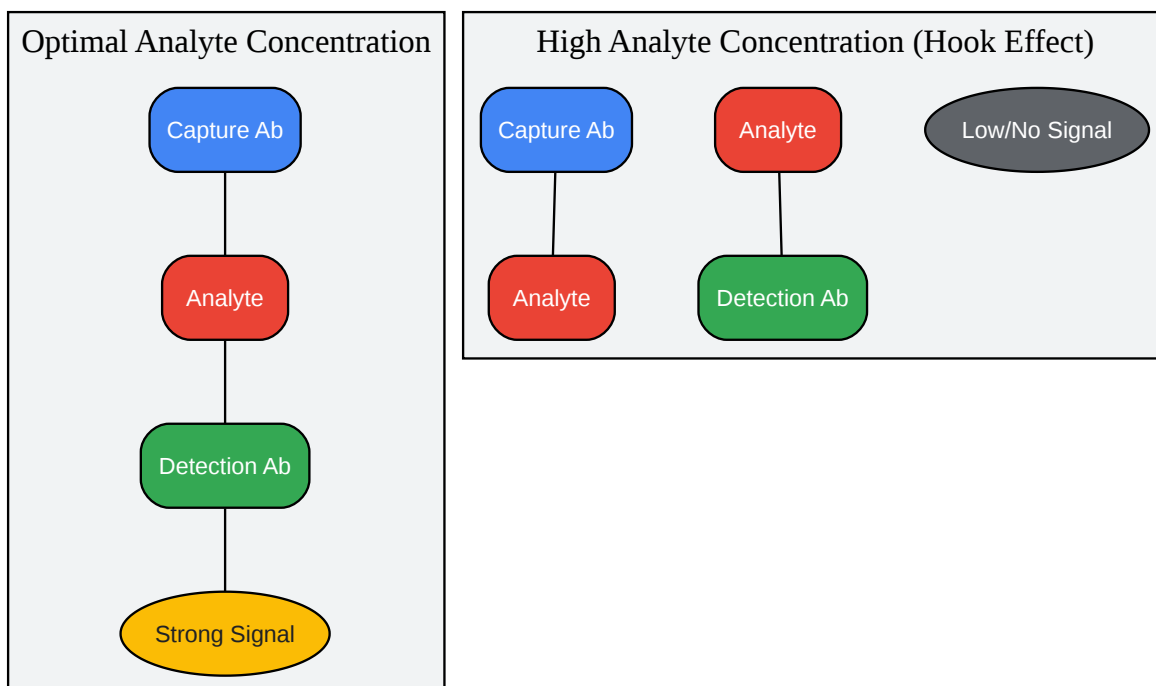 Optimal Analyte Concentration
Capture Ab
Analyte
Detection Ab
Strong Signal
High Analyte Concentration (Hook Effect)
Capture Ab
Analyte
Low/No Signal
Analyte
Detection Ab